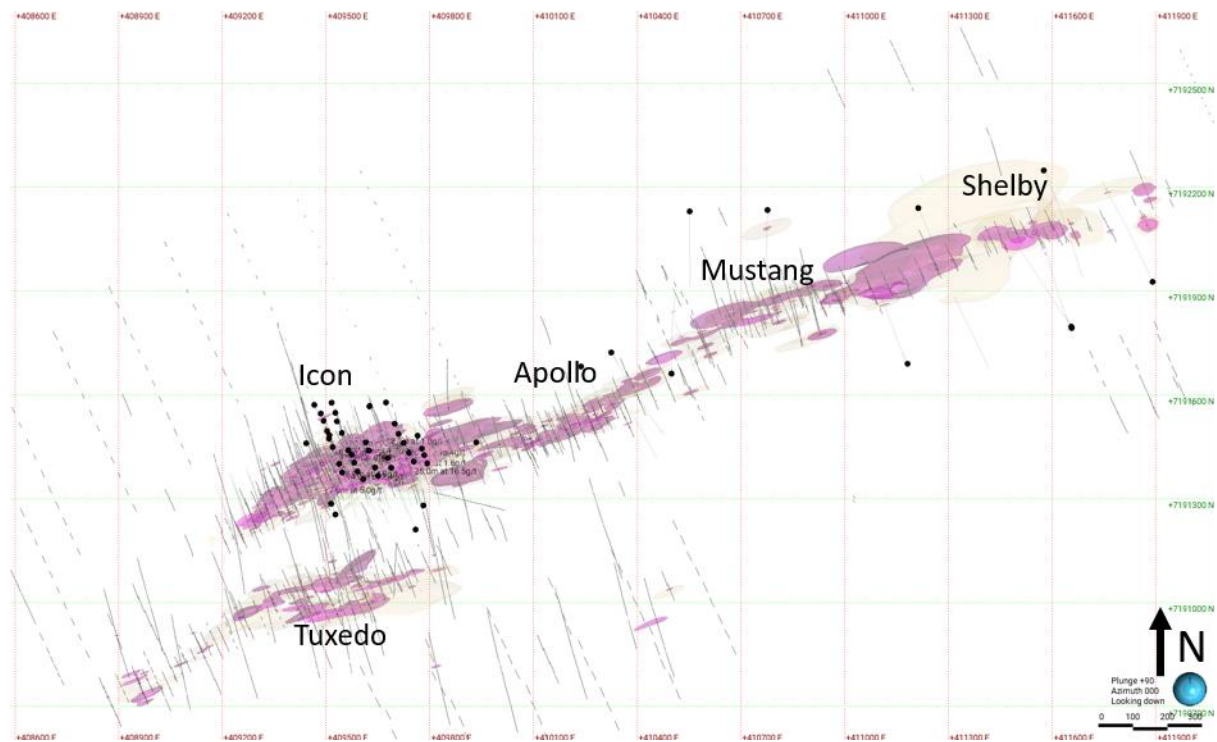 +408600 E +408900 E +409200 E +409500 E +409800 E +410100 E +410400 E +410700 E +411000 E +411300 E +411600 E +411900 E
+7192500 N
Shelby
+7192200 N
Mustang
+7191900 N
Icon
Apollo
+7191600 N
+7191300 N
Tuxedo
+7191000 N
N
Plunge +90
Azimuth 000
Looking down
0 100 200 300
+408600 E +408900 E +409200 E +409500 E +409800 E +410100 E +410400 E +410700 E +411000 E +411300 E +411600 E +411900 E